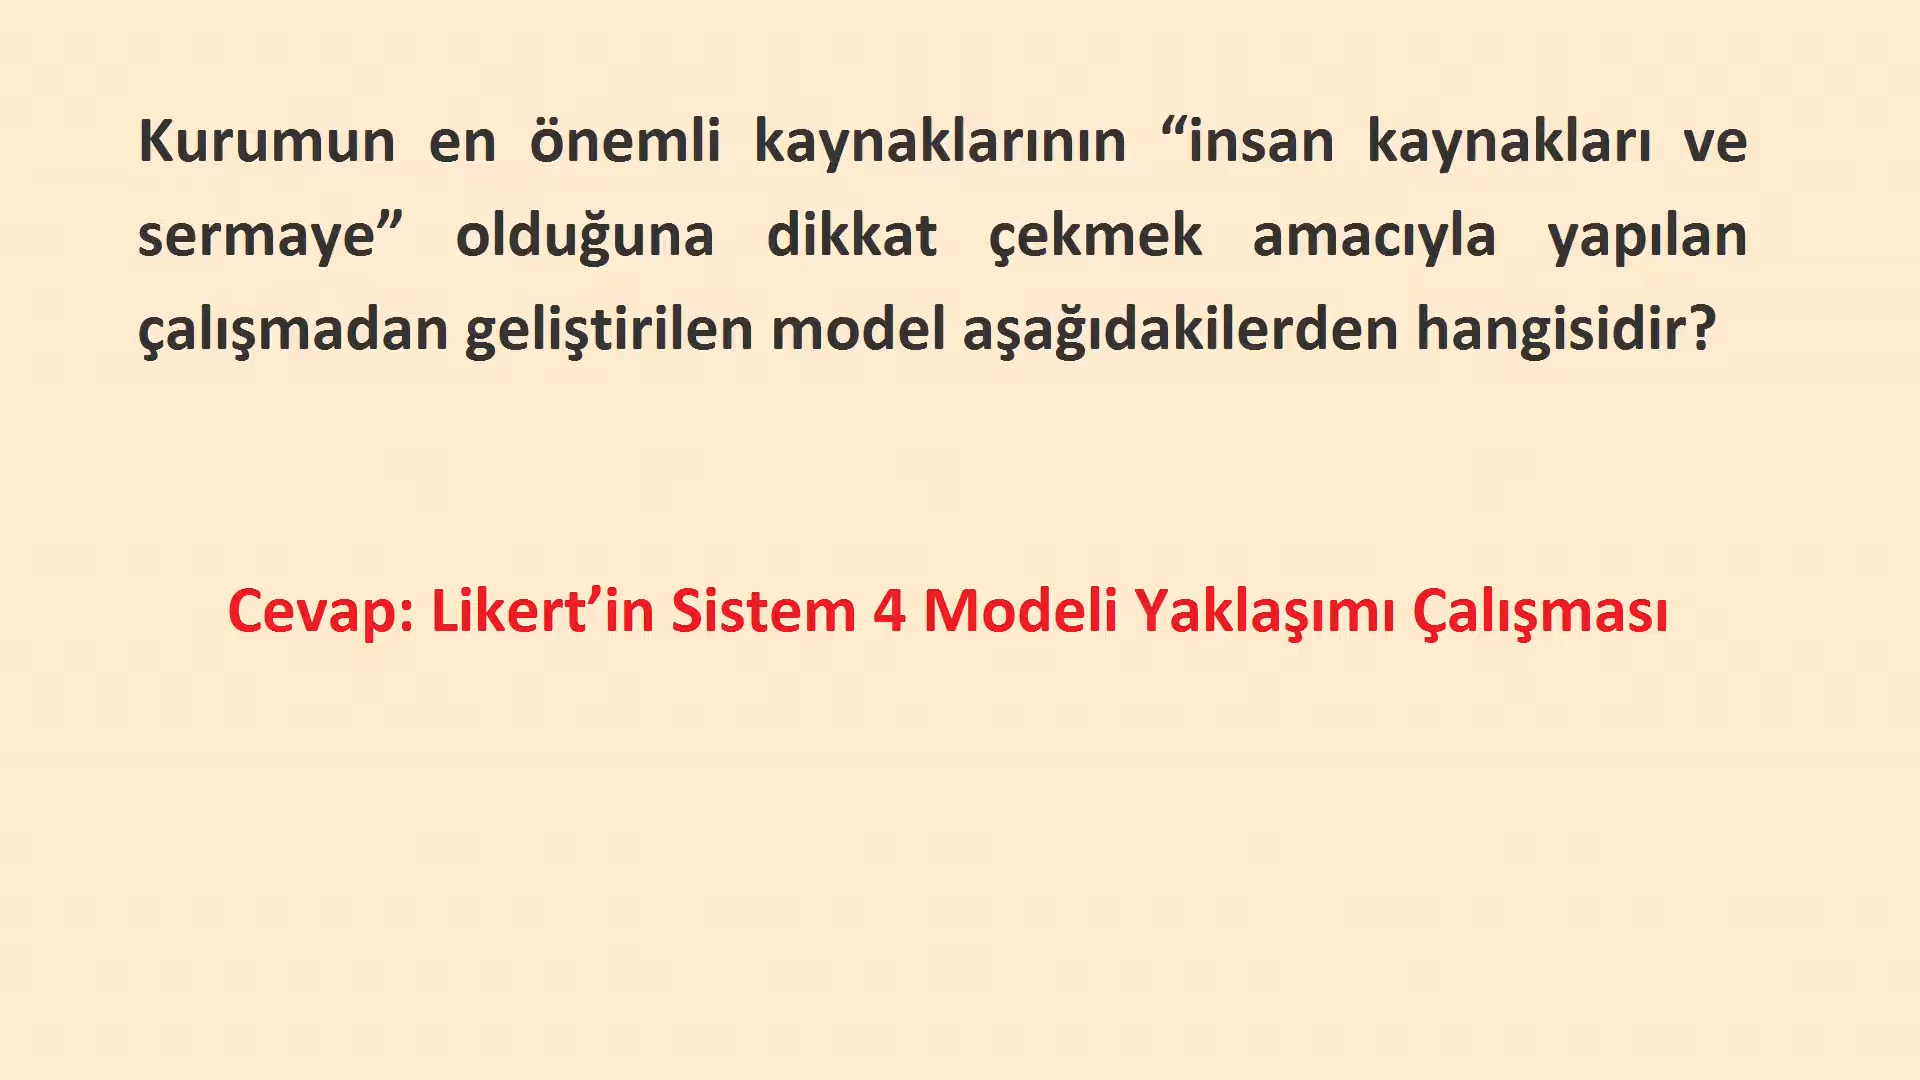 Kurumun en önemli kaynaklarının “insan kaynakları ve
sermaye” olduğuna dikkat çekmek amacıyla yapılan
çalışmadan geliştirilen model aşağıdakilerden hangisidir?
Cevap: Likert’in Sistem 4 Modeli Yaklaşımı Çalışması